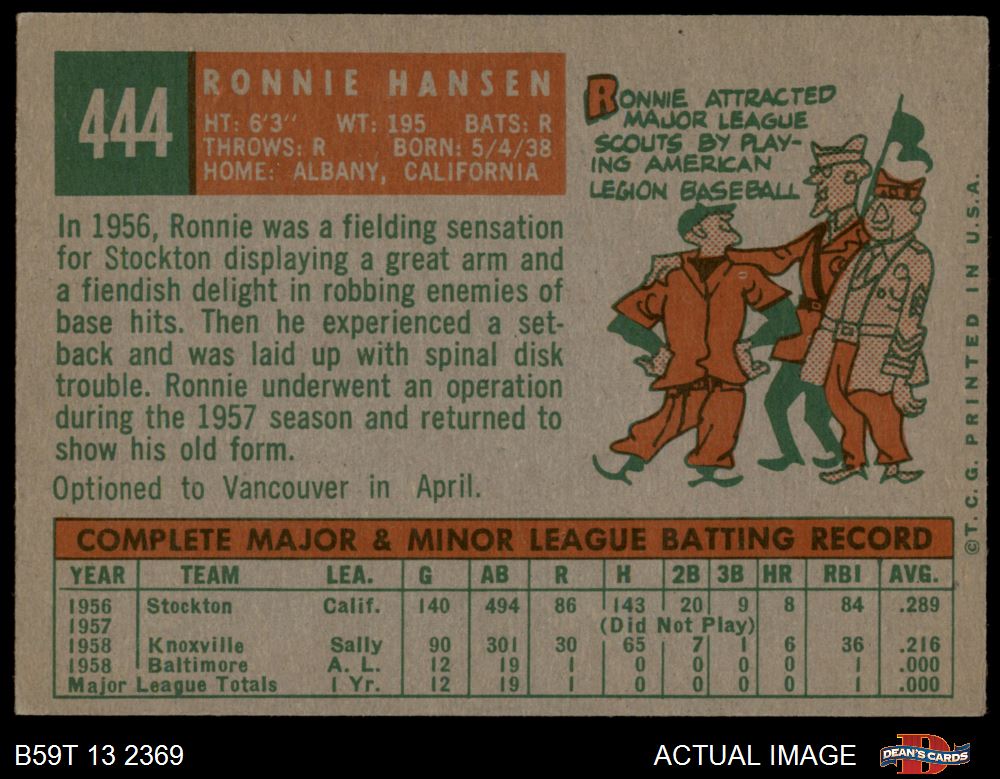 444
RONNIE HANSEN
HT: 6'3" WT: 195 BATS: R
THROWS: R BORN: 5/4/38
HOME: ALBANY, CALIFORNIA
In 1956, Ronnie was a fielding sensation
for Stockton displaying a great arm and
a fiendish delight in robbing enemies of
base hits. Then he experienced a set-
back and was laid up with spinal disk
trouble. Ronnie underwent an operation
during the 1957 season and returned to
show his old form.
Optioned to Vancouver in April.
RONNIE ATTRACTED
MAJOR LEAGUE
SCOUTS BY PLAY-
ING AMERICAN
LEGION BASEBALL
©T. C. G. PRINTED IN U.S.A.
COMPLETE MAJOR & MINOR LEAGUE BATTING RECORD
YEAR TEAM LEA. G AB R H 2B 3B HR RBI AVG.
1956 Stockton Calif. 140 494 86 143 20 9 8 84 .289
1957 (Did Not Play)
1958 Knoxville Sally 90 301 30 65 7 1 6 36 .216
1958 Baltimore A. L. 12 19 1 0 0 0 0 1 .000
Major League Totals 1 Yr. 12 19 1 0 0 0 0 1 .000
B59T 13 2369
ACTUAL IMAGE
DEAN'S CARDS